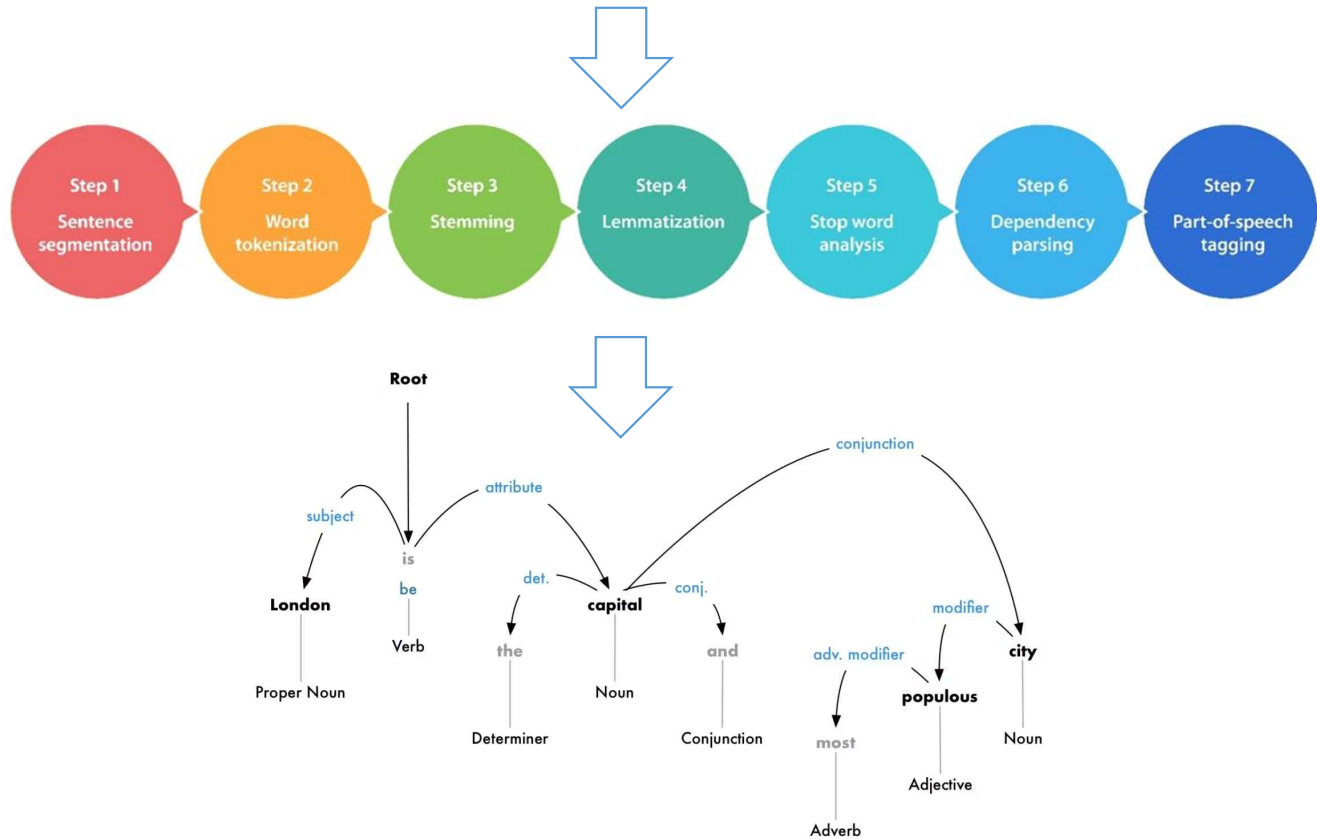 Step 1
Sentence
segmentation
Step 2
Word
tokenization
Step 3
Stemming
Step 4
Lemmatization
Step 5
Stop word
analysis
Step 6
Dependency
parsing
Step 7
Part-of-speech
tagging
Root
conjunction
attribute
subject
is
be
det.
conj.
London
capital
modifier
Verb
the
and
adv. modifier
city
Proper Noun
Noun
populous
Determiner
Conjunction
most
Noun
Adjective
Adverb